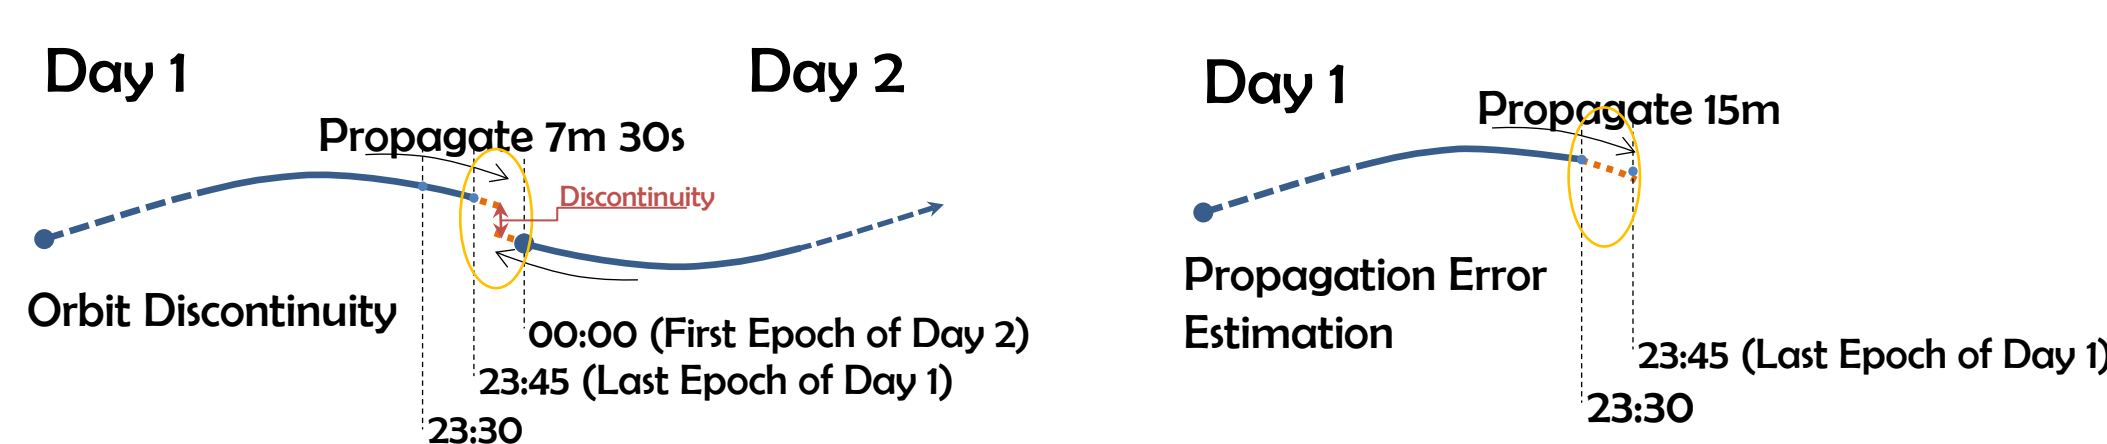 Day 1
Day 2
Propagate 7m 30s
Discontinuity
Orbit Discontinuity
00:00 (First Epoch of Day 2)
23:45 (Last Epoch of Day 1)
23:30
Day 1
Propagate 15m
Propagation Error
Estimation
23:45 (Last Epoch of Day 1)
23:30